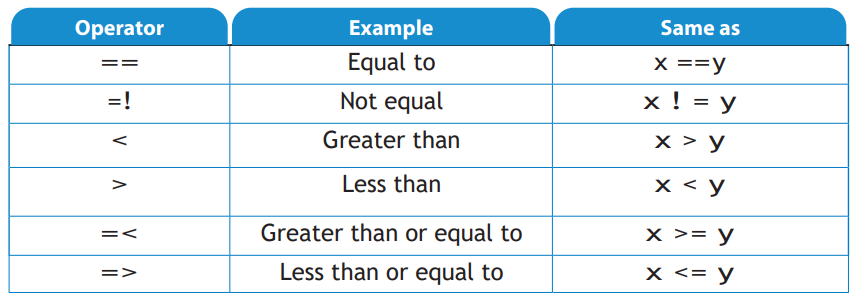 Operator Example Same as
== Equal to x ==y
=! Not equal x ! = y
< Greater than x > y
> Less than x < y
=< Greater than or equal to x >= y
=> Less than or equal to x <= y